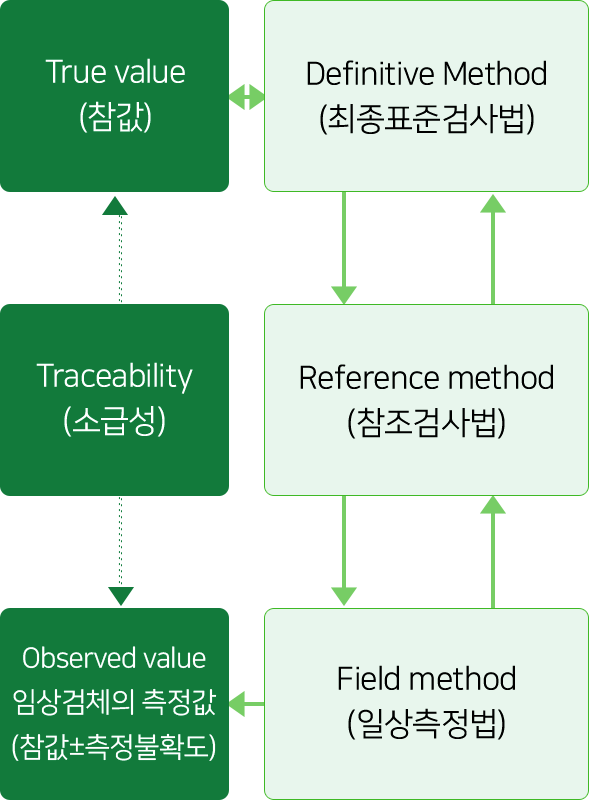 True value
(참값)
Definitive Method
(최종표준검사법)
Traceability
(소급성)
Reference method
(참조검사법)
Observed value
임상검체의 측정값
(참값±측정불확도)
Field method
(일상측정법)